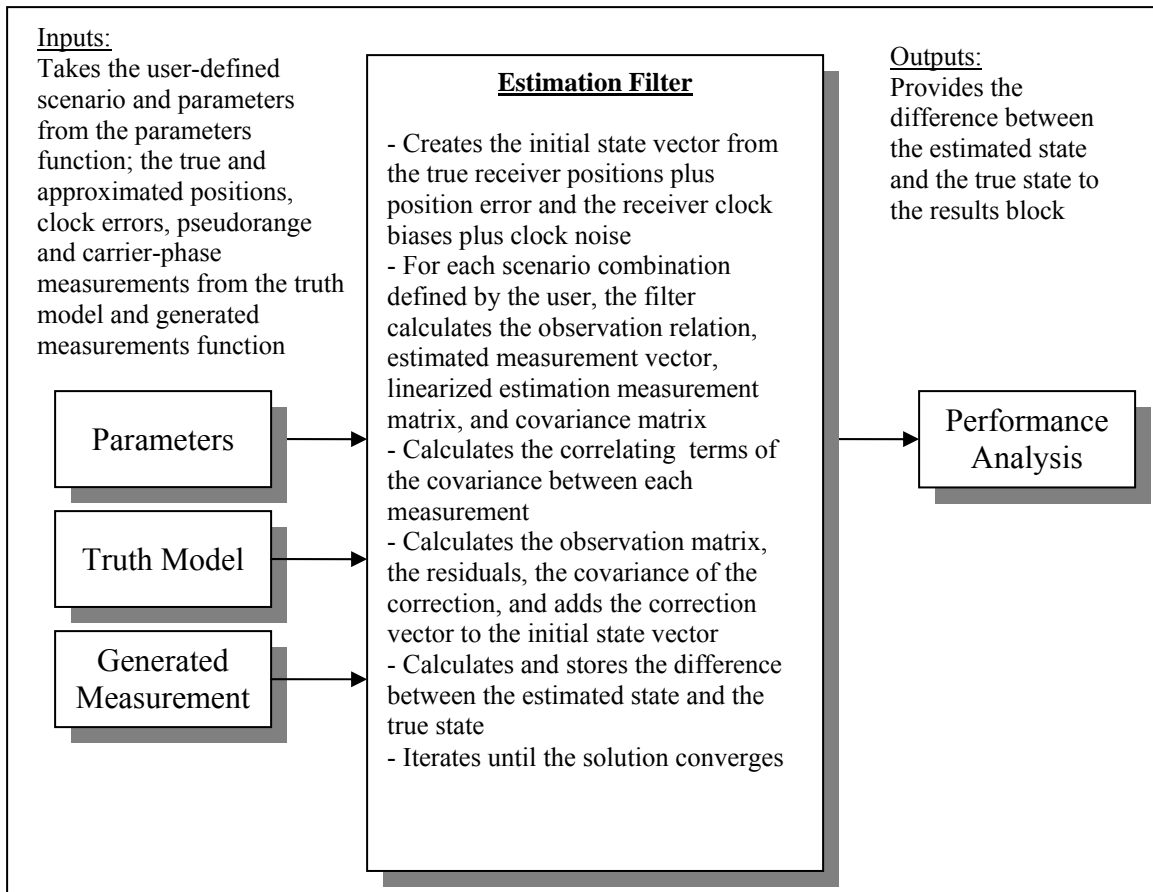 Inputs:
Takes the user-defined
scenario and parameters
from the parameters
function; the true and
approximated positions,
clock errors, pseudorange
and carrier-phase
measurements from the truth
model and generated
measurements function
Parameters
Truth Model
Generated
Measurement
Estimation Filter
- Creates the initial state vector from
the true receiver positions plus
position error and the receiver clock
biases plus clock noise
- For each scenario combination
defined by the user, the filter
calculates the observation relation,
estimated measurement vector,
linearized estimation measurement
matrix, and covariance matrix
- Calculates the correlating terms of
the covariance between each
measurement
- Calculates the observation matrix,
the residuals, the covariance of the
correction, and adds the correction
vector to the initial state vector
- Calculates and stores the difference
between the estimated state and the
true state
- Iterates until the solution converges
Outputs:
Provides the
difference between
the estimated state
and the true state to
the results block
Performance
Analysis